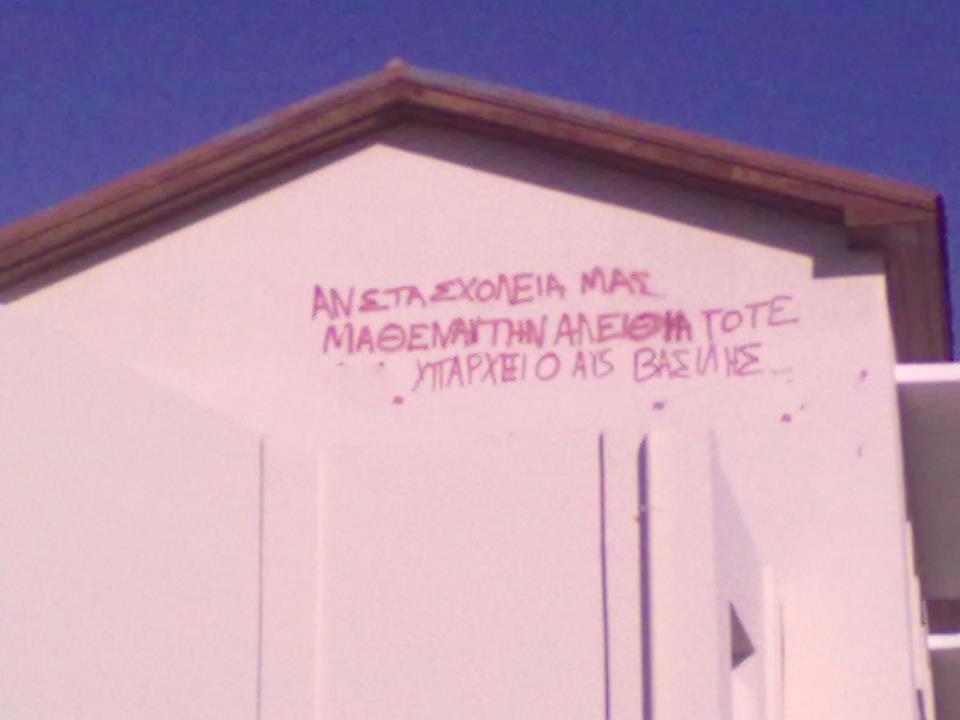 ΑΝ ΣΤΑ ΣΧΟΛΕΙΑ ΜΑΣ
ΜΑΘΕΝΑΝ ΤΗΝ ΑΛΕΙΘΙΑ ΤΟΤΕ
ΥΠΑΡΧΕΙ Ο ΑΙΣ ΒΑΣΙΛΗΣ...